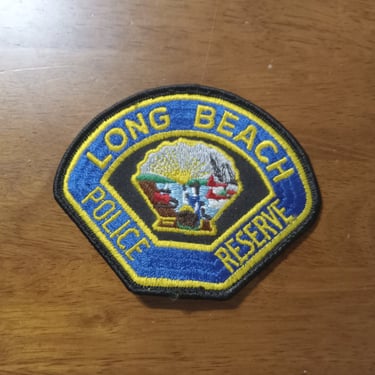 LONG BEACH
POLICE
RESERVE